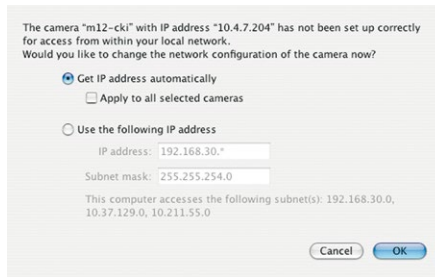 The camera "m12-cki" with IP address "10.4.7.204" has not been set up correctly
for access from within your local network.
Would you like to change the network configuration of the camera now?
Get IP address automatically
Apply to all selected cameras
Use the following IP address
IP address: 192.168.30.*
Subnet mask: 255.255.254.0
This computer accesses the following subnet(s): 192.168.30.0,
10.37.129.0, 10.211.55.0
Cancel OK